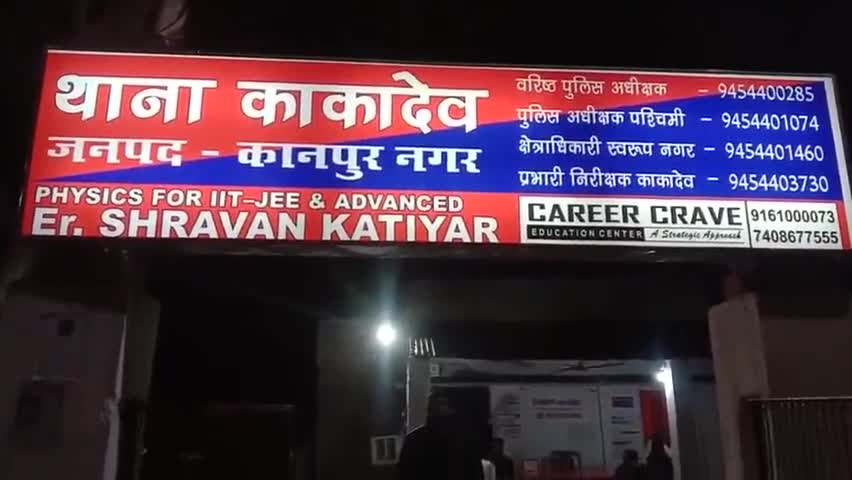 थाना काकादेव
जनपद - कानपुर नगर
वरिष्ठ पुलिस अधीक्षक - 9454400285
पुलिस अधीक्षक पश्चिमी - 9454401074
क्षेत्राधिकारी स्वरूप नगर - 9454401460
प्रभारी निरीक्षक काकादेव - 9454403730
PHYSICS FOR IIT-JEE & ADVANCED
Er. SHRAVAN KATIYAR
CAREER CRAVE
EDUCATION CENTER A Strategic Approach
9161000073
7408677555